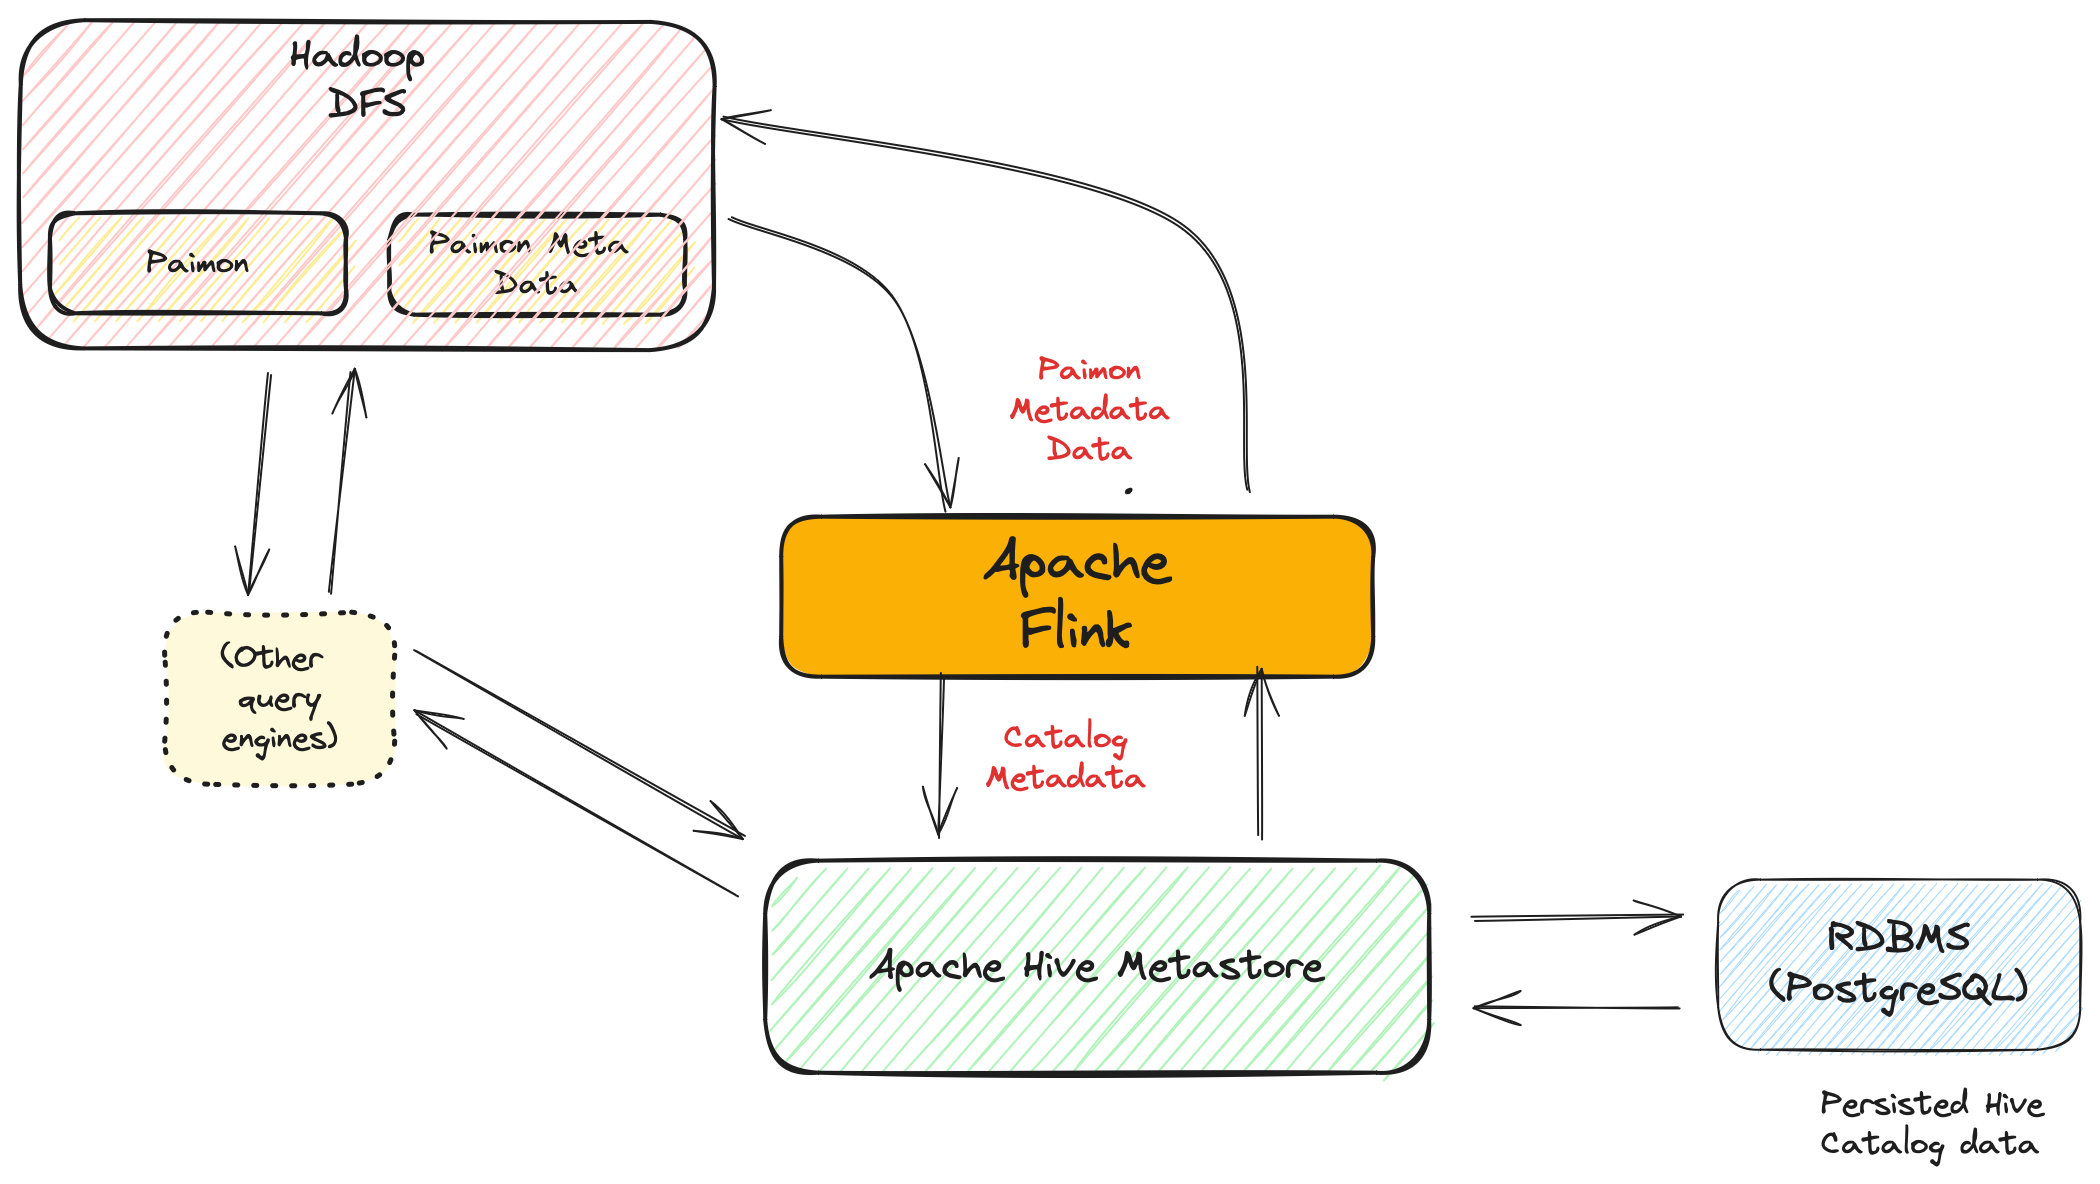 Hadoop
DFS
Paimon
Paimon Meta
Data
Paimon
Metadata
Data
Apache
Flink
(Other
query
engines)
Catalog
Metadata
Apache Hive Metastore
RDBMS
(PostgreSQL)
Persisted Hive
Catalog data